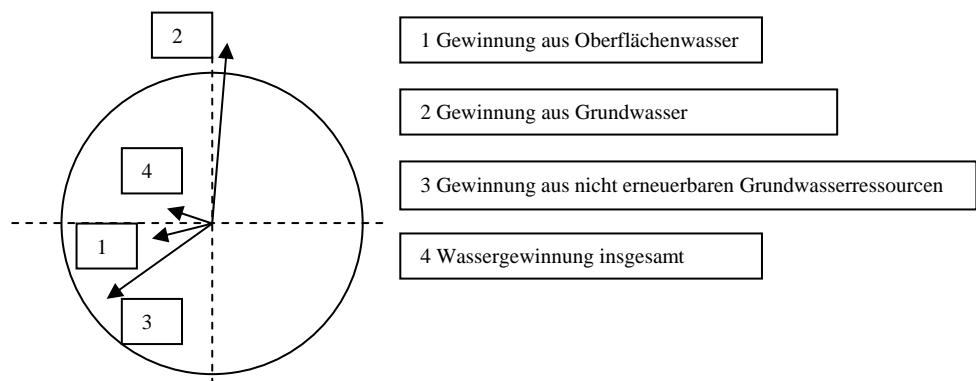 2
4
1
3
1 Gewinnung aus Oberflächenwasser
2 Gewinnung aus Grundwasser
3 Gewinnung aus nicht erneuerbaren Grundwasserressourcen
4 Wassergewinnung insgesamt